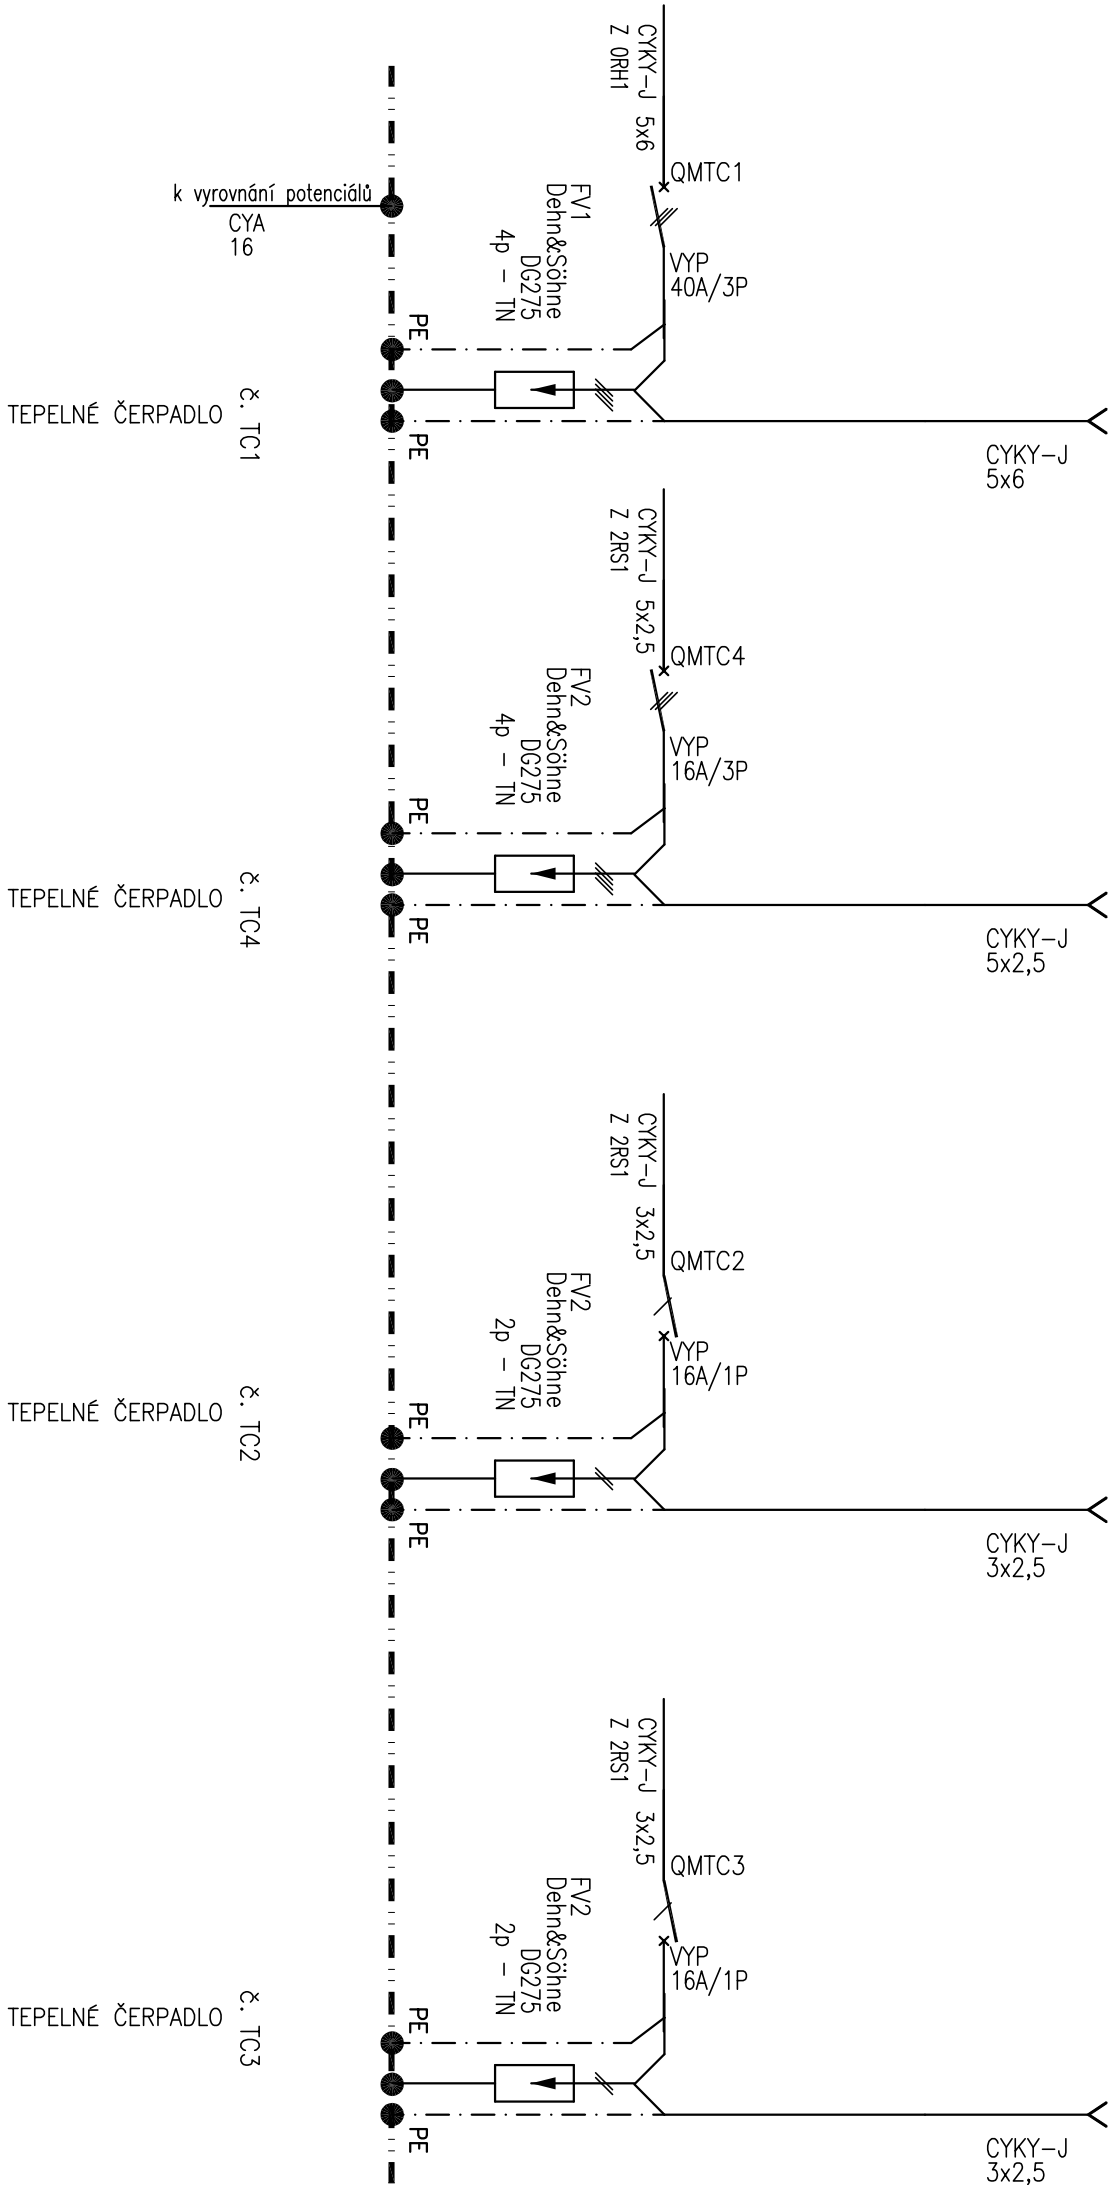 CYKY-J 5x6
Z 0RH1
QMTC1
k vyrovnání potenciálů
CYA
16
FV1
Dehn&Söhne
DG275
4p - TN
VYP
40A/3P
PE
TEPELNÉ ČERPADLO
č. TC1
PE
CYKY-J
5x6
CYKY-J 5x2,5
Z 2RS1
QMTC4
FV2
Dehn&Söhne
DG275
4p - TN
VYP
16A/3P
PE
TEPELNÉ ČERPADLO
č. TC4
PE
CYKY-J
5x2,5
CYKY-J 3x2,5
Z 2RS1
QMTC2
FV2
Dehn&Söhne
DG275
2p - TN
VYP
16A/1P
PE
TEPELNÉ ČERPADLO
č. TC2
PE
CYKY-J
3x2,5
CYKY-J 3x2,5
Z 2RS1
QMTC3
FV2
Dehn&Söhne
DG275
2p - TN
VYP
16A/1P
PE
TEPELNÉ ČERPADLO
č. TC3
PE
CYKY-J
3x2,5